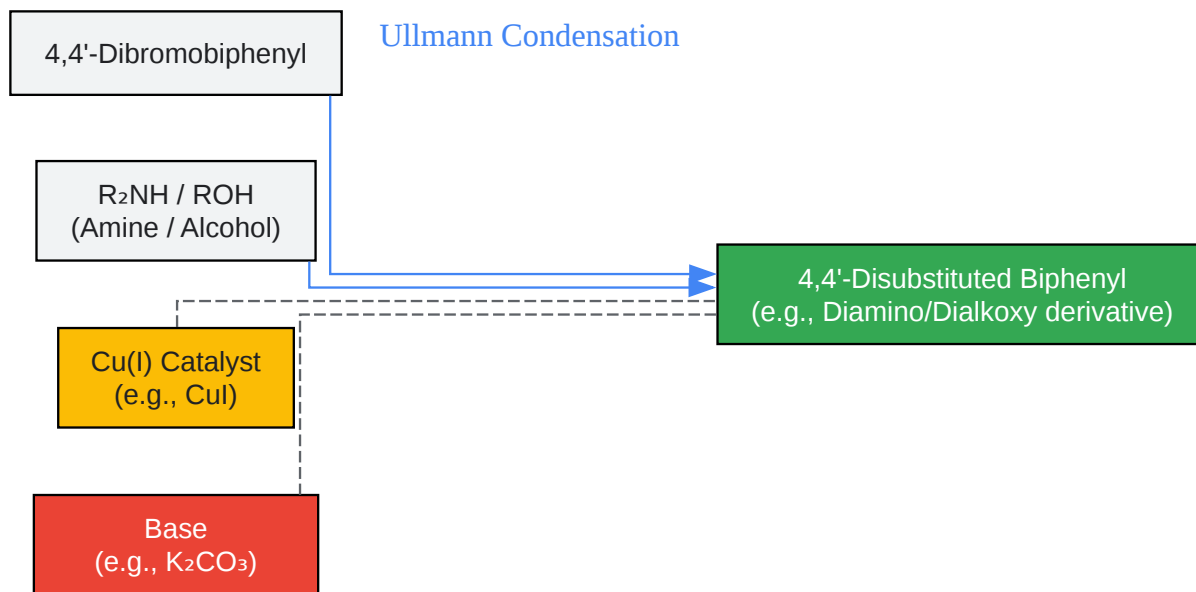 4,4'-Dibromobiphenyl
Ullmann Condensation
R₂NH / ROH
(Amine / Alcohol)
4,4'-Disubstituted Biphenyl
(e.g., Diamino/Dialkoxy derivative)
Cu(I) Catalyst
(e.g., CuI)
Base
(e.g., K₂CO₃)